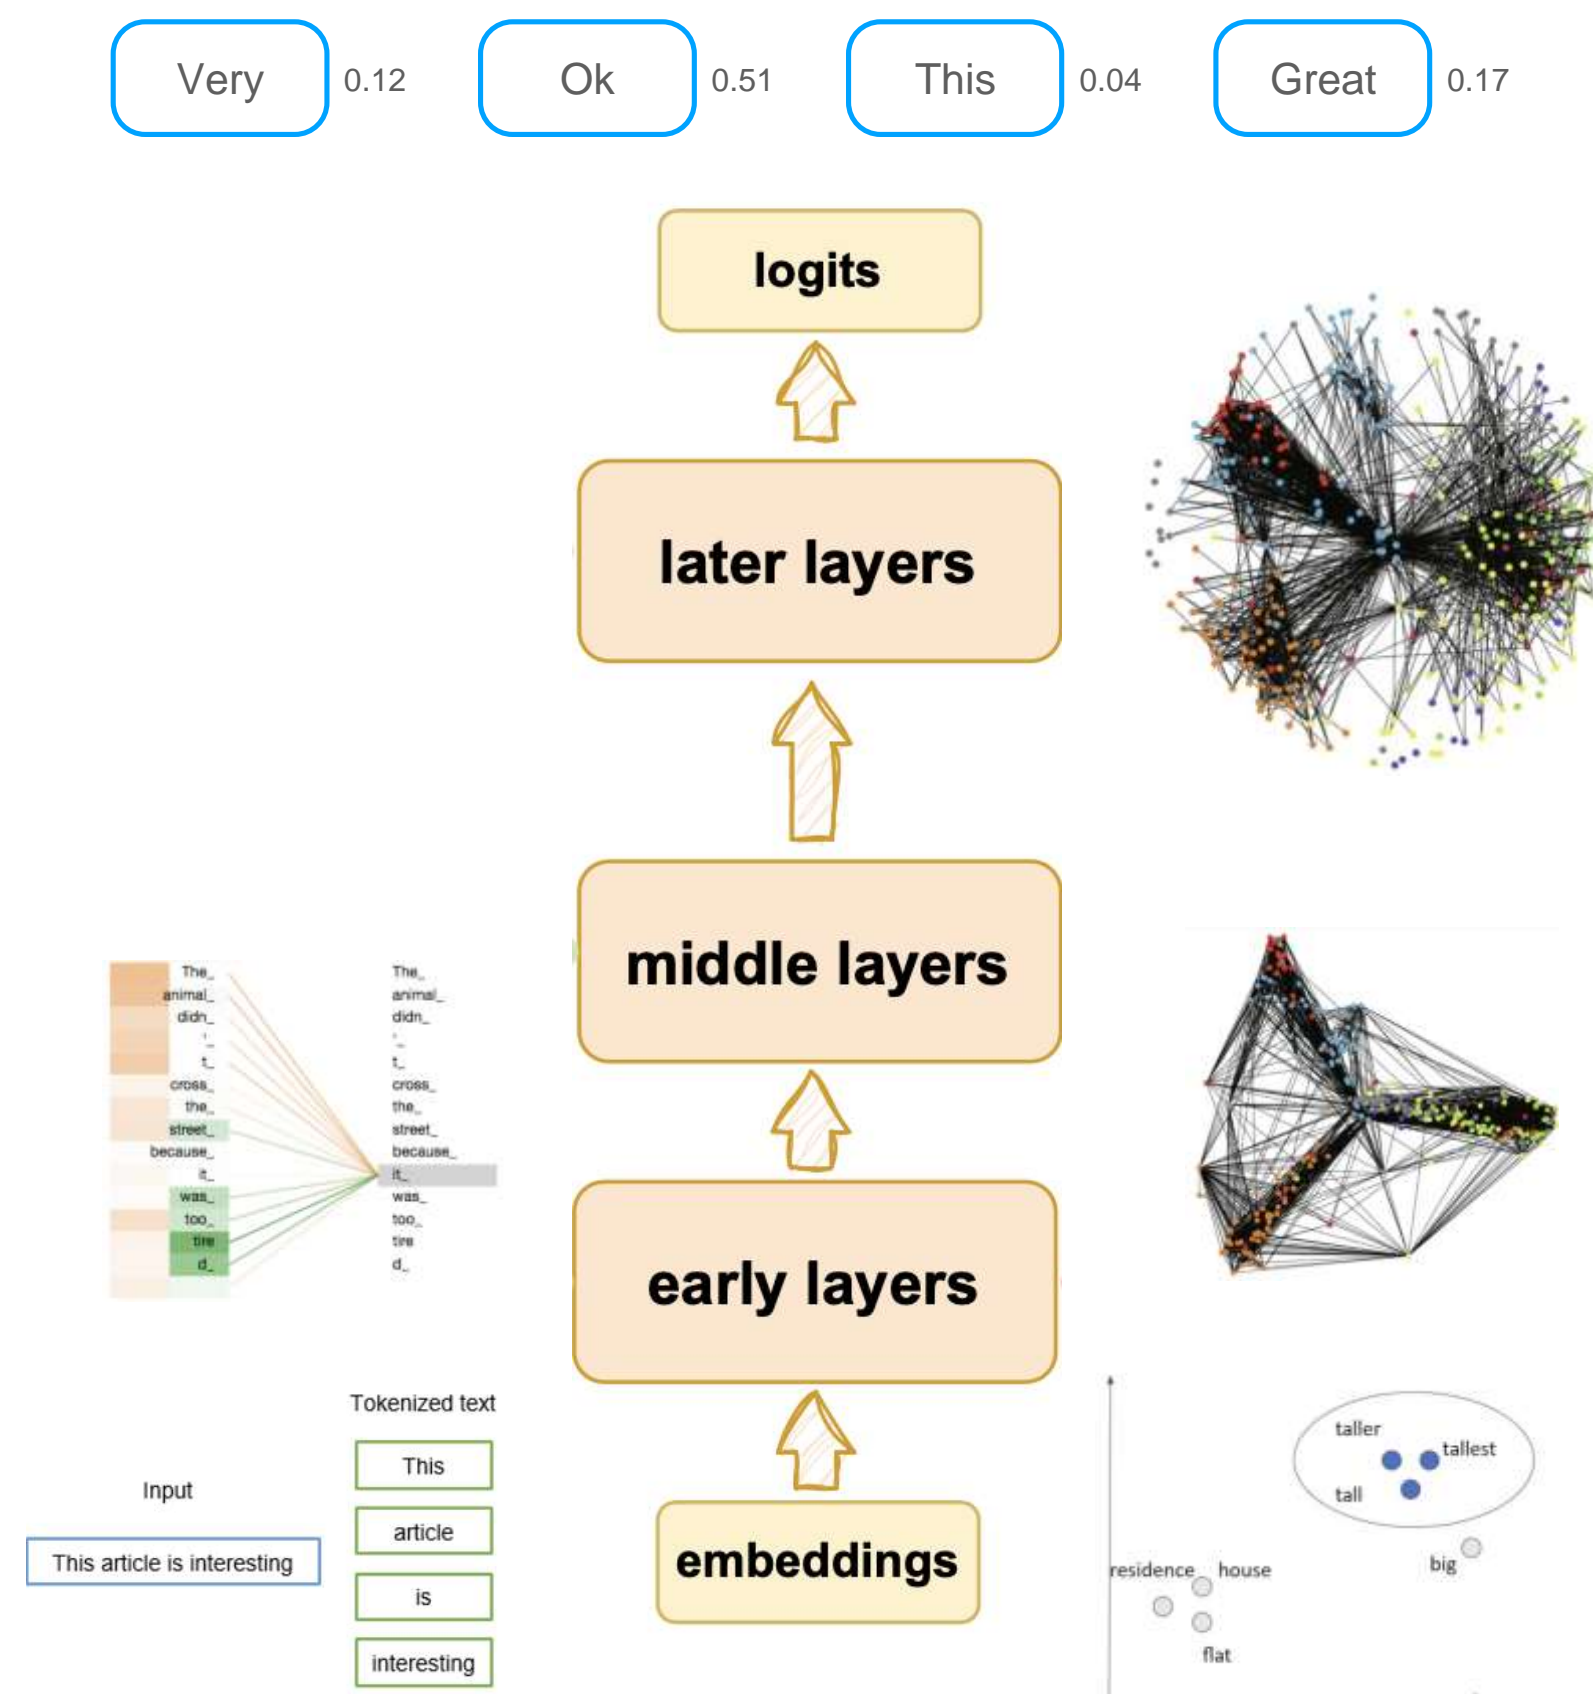 Very 0.12 Ok 0.51 This 0.04 Great 0.17
logits
later layers
middle layers
The_ The_
animal_ animal_
didn_ didn_
'_ '_
t_ t_
cross_ cross_
the_ the_
street_ street_
because_ because_
it_ it_
was_ was_
too_ too_
tire tire
d_ d_
early layers
Tokenized text
This
Input
article
This article is interesting
is
interesting
embeddings
taller
tallest
tall
big
residence house
flat